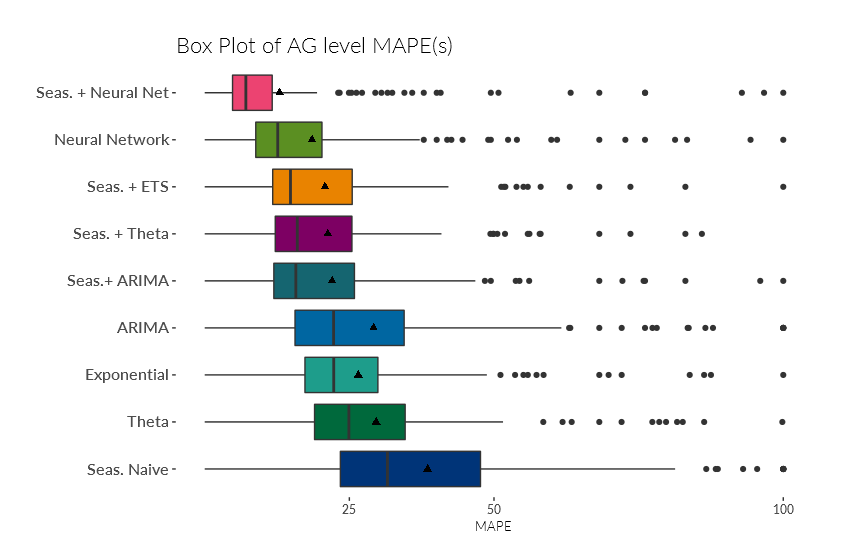 Box Plot of AG level MAPE(s)
Seas. + Neural Net
Neural Network
Seas. + ETS
Seas. + Theta
Seas.+ ARIMA
ARIMA
Exponential
Theta
Seas. Naive
25 50 100
MAPE